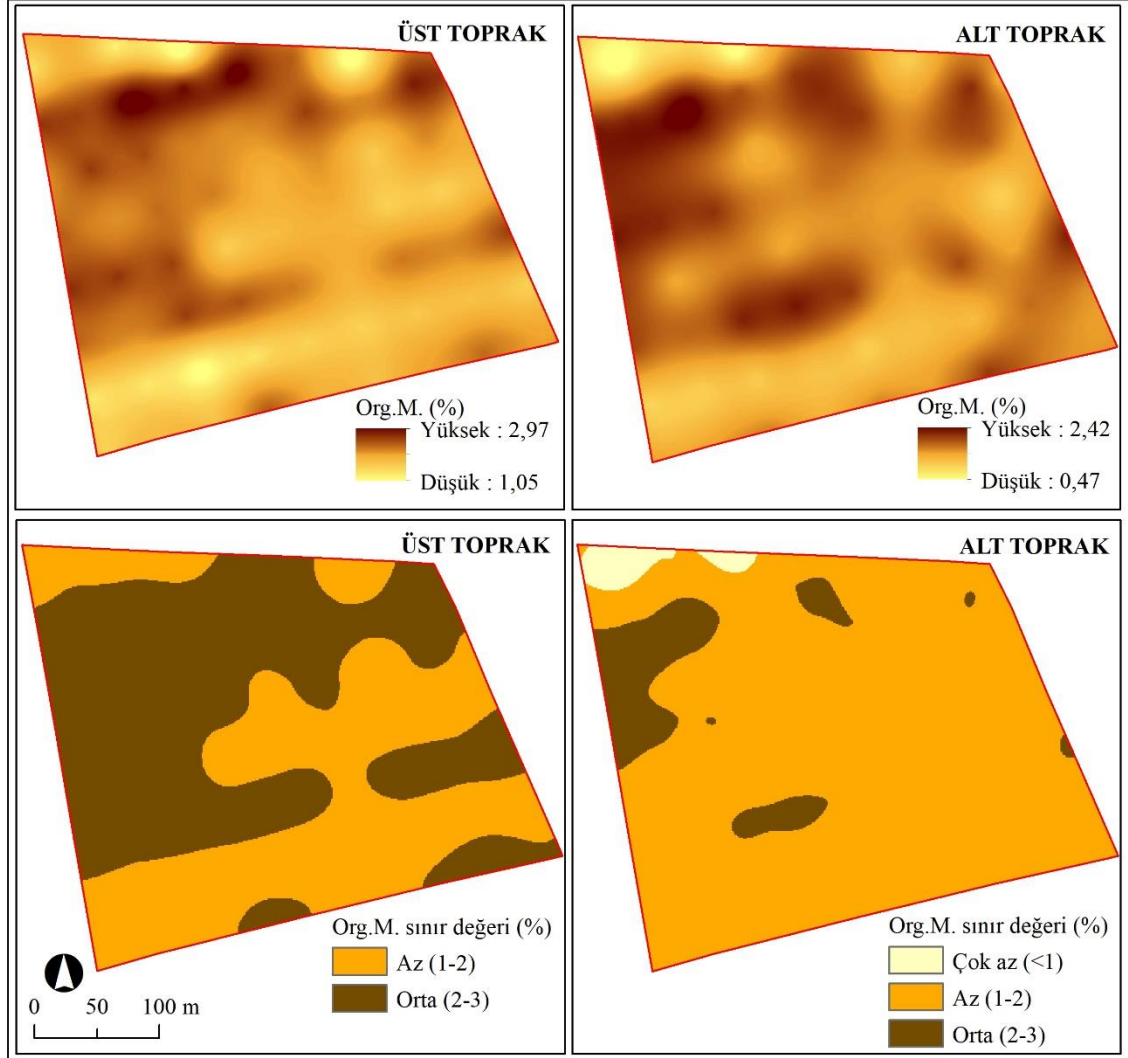 ÜST TOPRAK
Org.M. (%)
Yüksek : 2,97
Düşük : 1,05
ALT TOPRAK
Org.M. (%)
Yüksek : 2,42
Düşük : 0,47
ÜST TOPRAK
Org.M. sınır değeri (%)
Az (1-2)
Orta (2-3)
0 50 100 m
ALT TOPRAK
Org.M. sınır değeri (%)
Çok az (<1)
Az (1-2)
Orta (2-3)